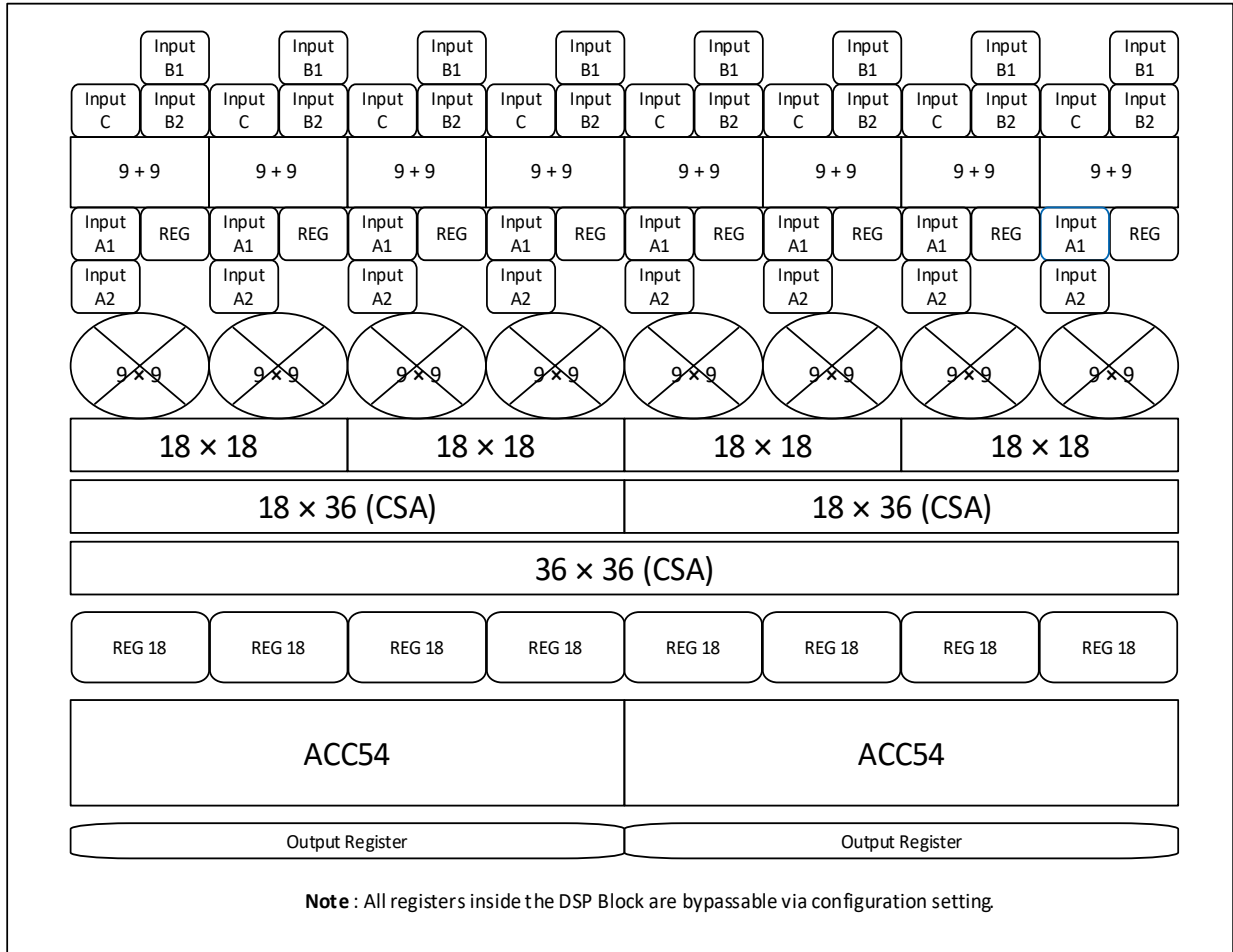 Input B1 Input B1 Input B1 Input B1 Input B1 Input B1 Input B1 Input B1
Input C Input B2 Input C Input B2 Input C Input B2 Input C Input B2 Input C Input B2 Input C Input B2 Input C Input B2 Input C Input B2
9 + 9 9 + 9 9 + 9 9 + 9 9 + 9 9 + 9 9 + 9 9 + 9
Input A1 REG Input A1 REG Input A1 REG Input A1 REG Input A1 REG Input A1 REG Input A1 REG Input A1 REG
Input A2 Input A2 Input A2 Input A2 Input A2 Input A2 Input A2 Input A2
9 × 9 9 × 9 9 × 9 9 × 9 9 × 9 9 × 9 9 × 9 9 × 9
18 × 18 18 × 18 18 × 18 18 × 18
18 × 36 (CSA) 18 × 36 (CSA)
36 × 36 (CSA)
REG 18 REG 18 REG 18 REG 18 REG 18 REG 18 REG 18 REG 18
ACC54 ACC54
Output Register Output Register
Note : All registers inside the DSP Block are bypassable via configuration setting.